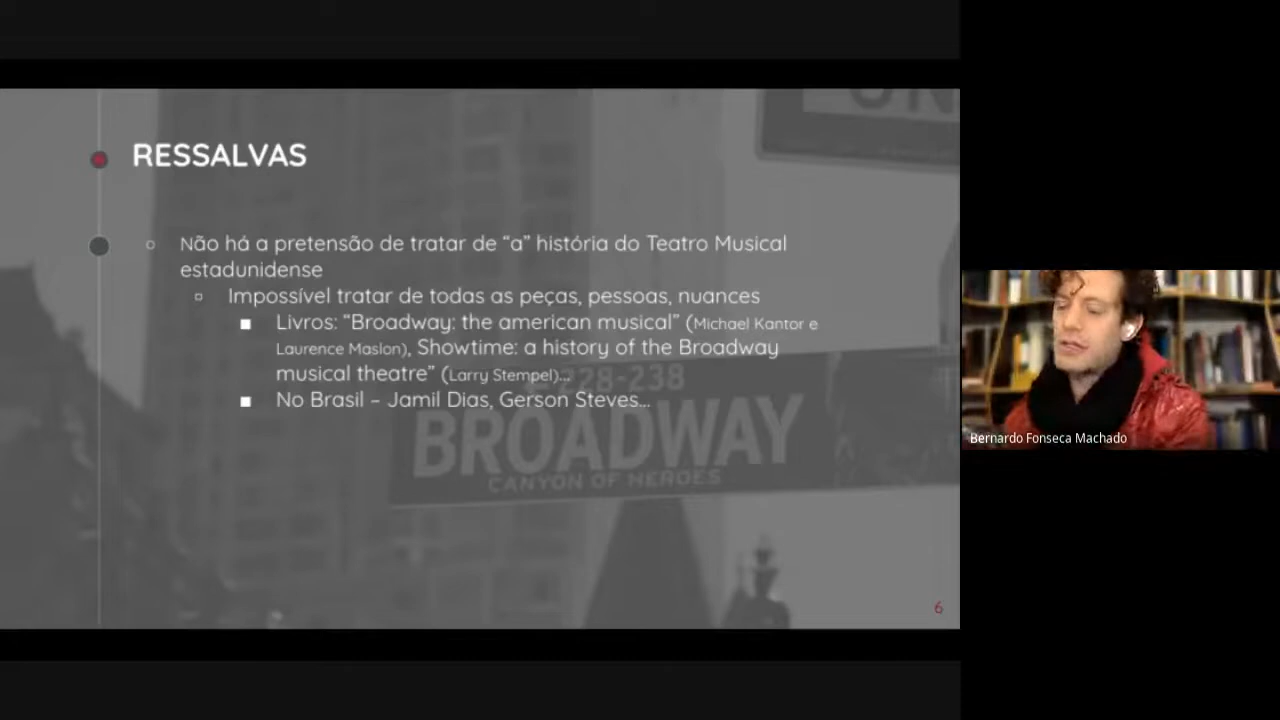 RESSALVAS
Não há a pretensão de tratar de “a” história do Teatro Musical
estadunidense
Impossível tratar de todas as peças, pessoas, nuances
Livros: “Broadway: the american musical” (Michael Kantor e
Laurence Maslon), Showtime: a history of the Broadway
musical theatre” (Larry Stempel)...
No Brasil – Jamil Dias, Gerson Steves...
228-238
BROADWAY
CANYON OF HEROES
6
Bernardo Fonseca Machado